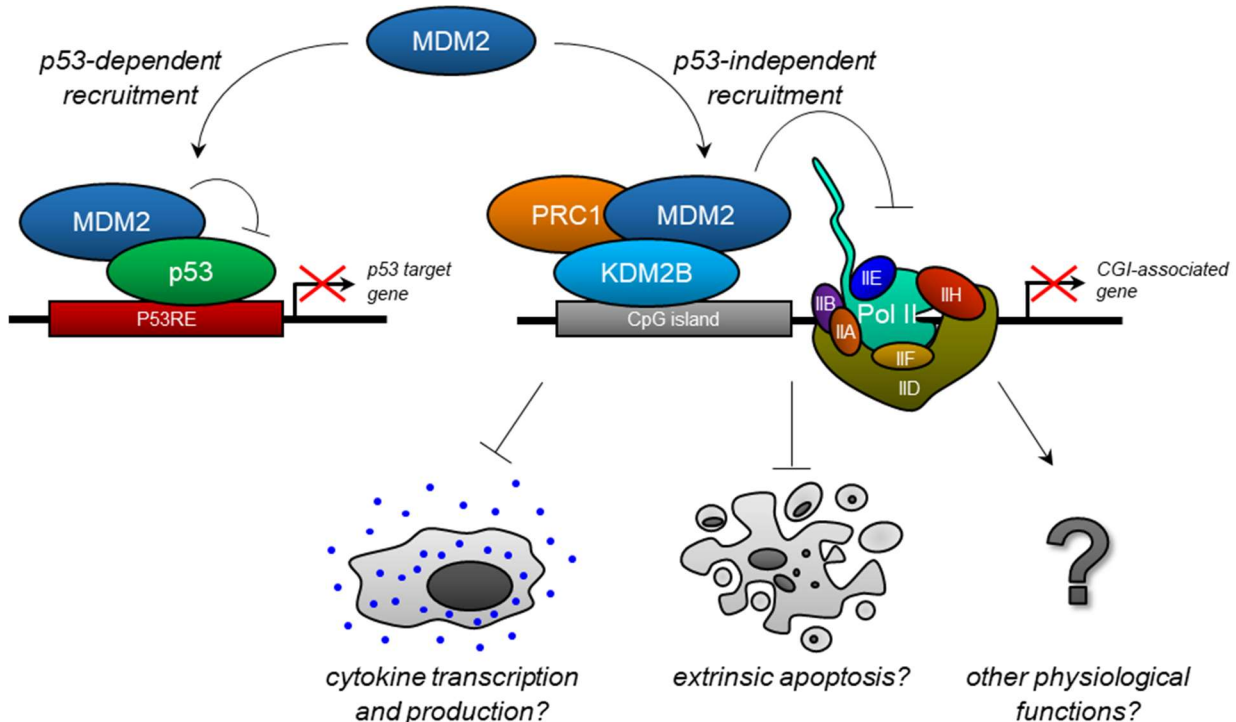 MDM2
p53-dependent
recruitment
p53-independent
recruitment
MDM2
p53
P53RE
p53 target
gene
PRC1
MDM2
KDM2B
CpG island
IIE
IIH
IIB
Pol II
IIA
IIF
IID
CGI-associated
gene
cytokine transcription
and production?
extrinsic apoptosis?
other physiological
functions?
?